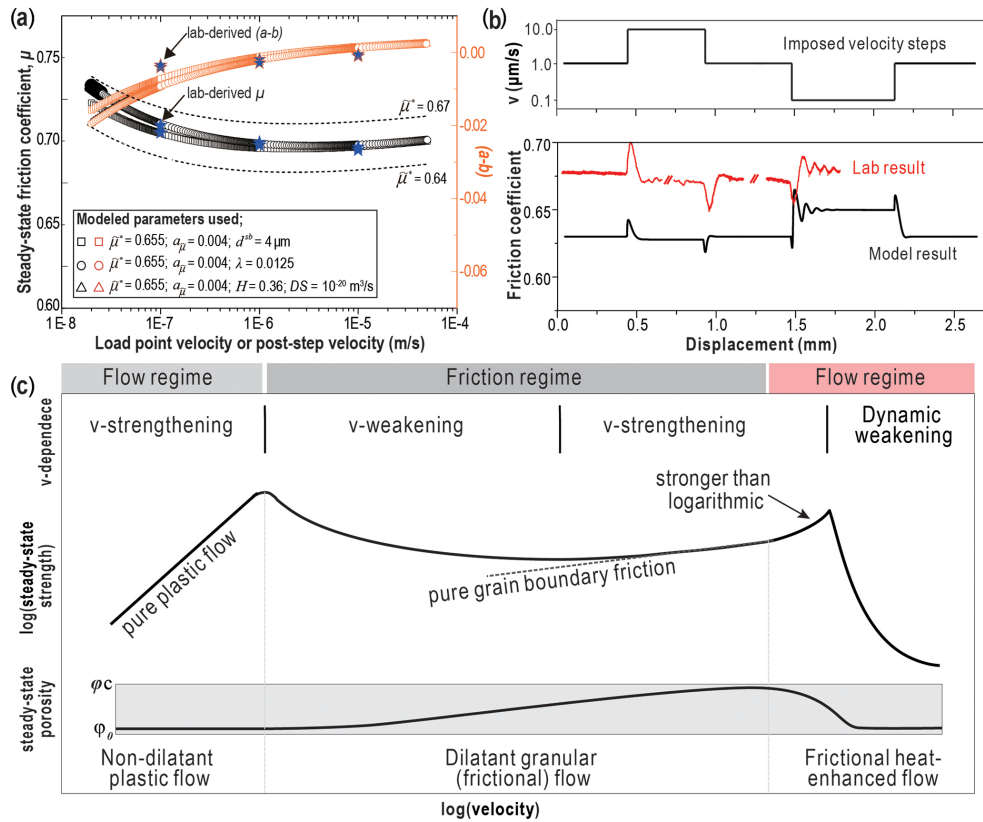 (a)
lab-derived (a-b)
lab-derived μ
μ̃* = 0.67
μ̃* = 0.64
Steady-state friction coefficient, μ
0.75
0.70
0.65
0.60
0.00
-0.02
-0.04
-0.06
(a-b)
Modeled parameters used;
μ̃* = 0.655; aμ̃ = 0.004; dsb = 4 μm
μ̃* = 0.655; aμ̃ = 0.004; λ = 0.0125
μ̃* = 0.655; aμ̃ = 0.004; H = 0.36; DS = 10-20 m³/s
1E-8 1E-7 1E-6 1E-5 1E-4
Load point velocity or post-step velocity (m/s)
(b)
v (μm/s)
10.0
1.0
0.1
Imposed velocity steps
Friction coefficient
0.70
0.65
0.60
Lab result
Model result
0.0 0.5 1.0 1.5 2.0 2.5
Displacement (mm)
(c)
Flow regime Friction regime Flow regime
v-dependece
v-strengthening v-weakening v-strengthening Dynamic
weakening
log(steady-state
strength)
pure plastic flow
pure grain boundary friction
stronger than
logarithmic
steady-state
porosity
φc
φ0
Non-dilatant
plastic flow
Dilatant granular
(frictional) flow
Frictional heat-
enhanced flow
log(velocity)